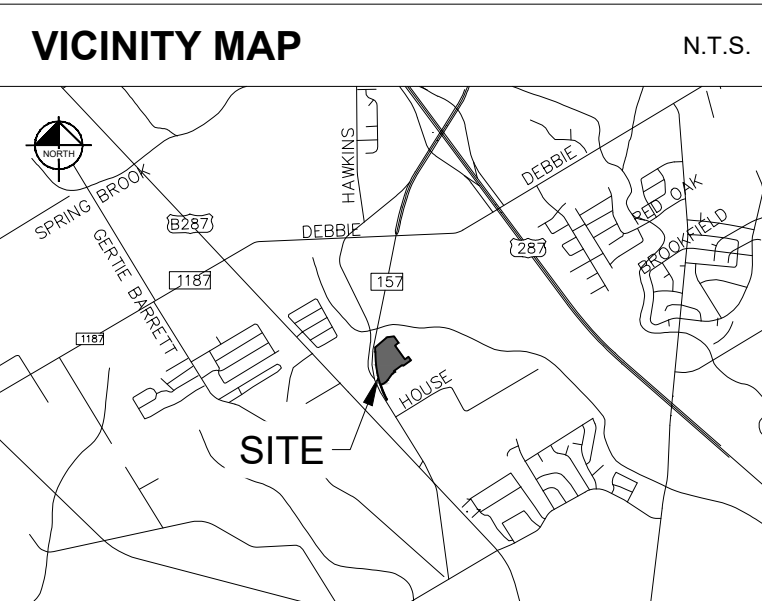 VICINITY MAP
N.T.S.
NORTH
HAWKINS
DEBBIE
SPRING BROOK
RED OAK
B287
DEBBIE
BROOKFIELD
287
GERTIE BARRETT
1187
157
1187
HOUSE
SITE